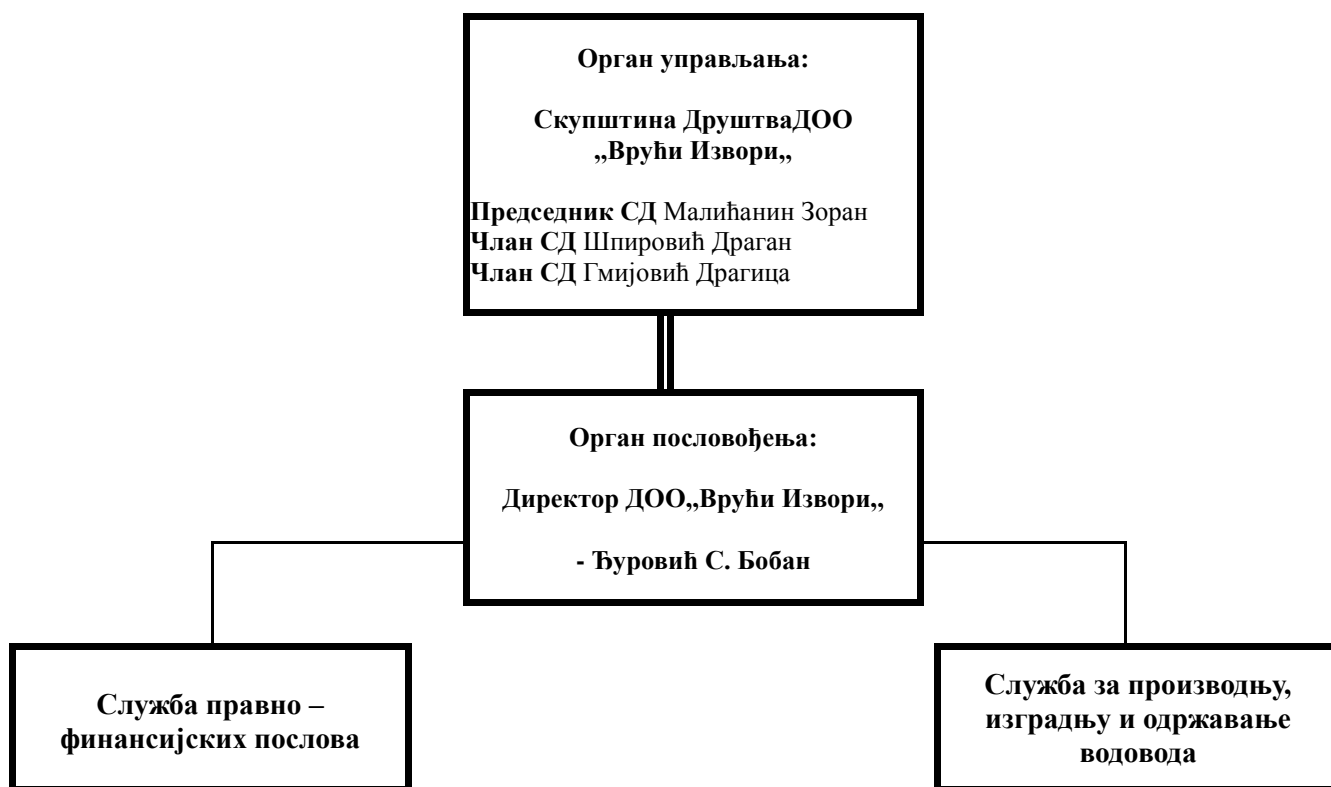 Орган управљања:
Скупштина ДруштваДОО
„Врући Извори„
Председник СД Малићанин Зоран
Члан СД Шпировић Драган
Члан СД Гмијовић Драгица
Орган пословођења:
Директор ДОО„Врући Извори„
- Ђуровић С. Бобан
Служба правно –
финансијских послова
Служба за производњу,
изградњу и одржавање
водовода